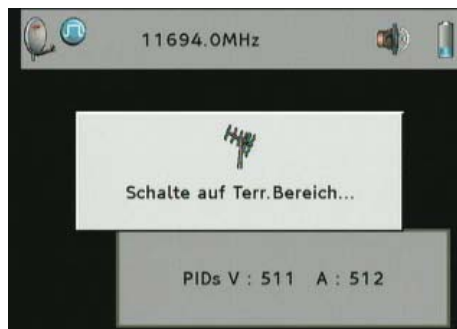 11694.0MHz
Schalte auf Terr.Bereich...
PIDs V : 511 A : 512